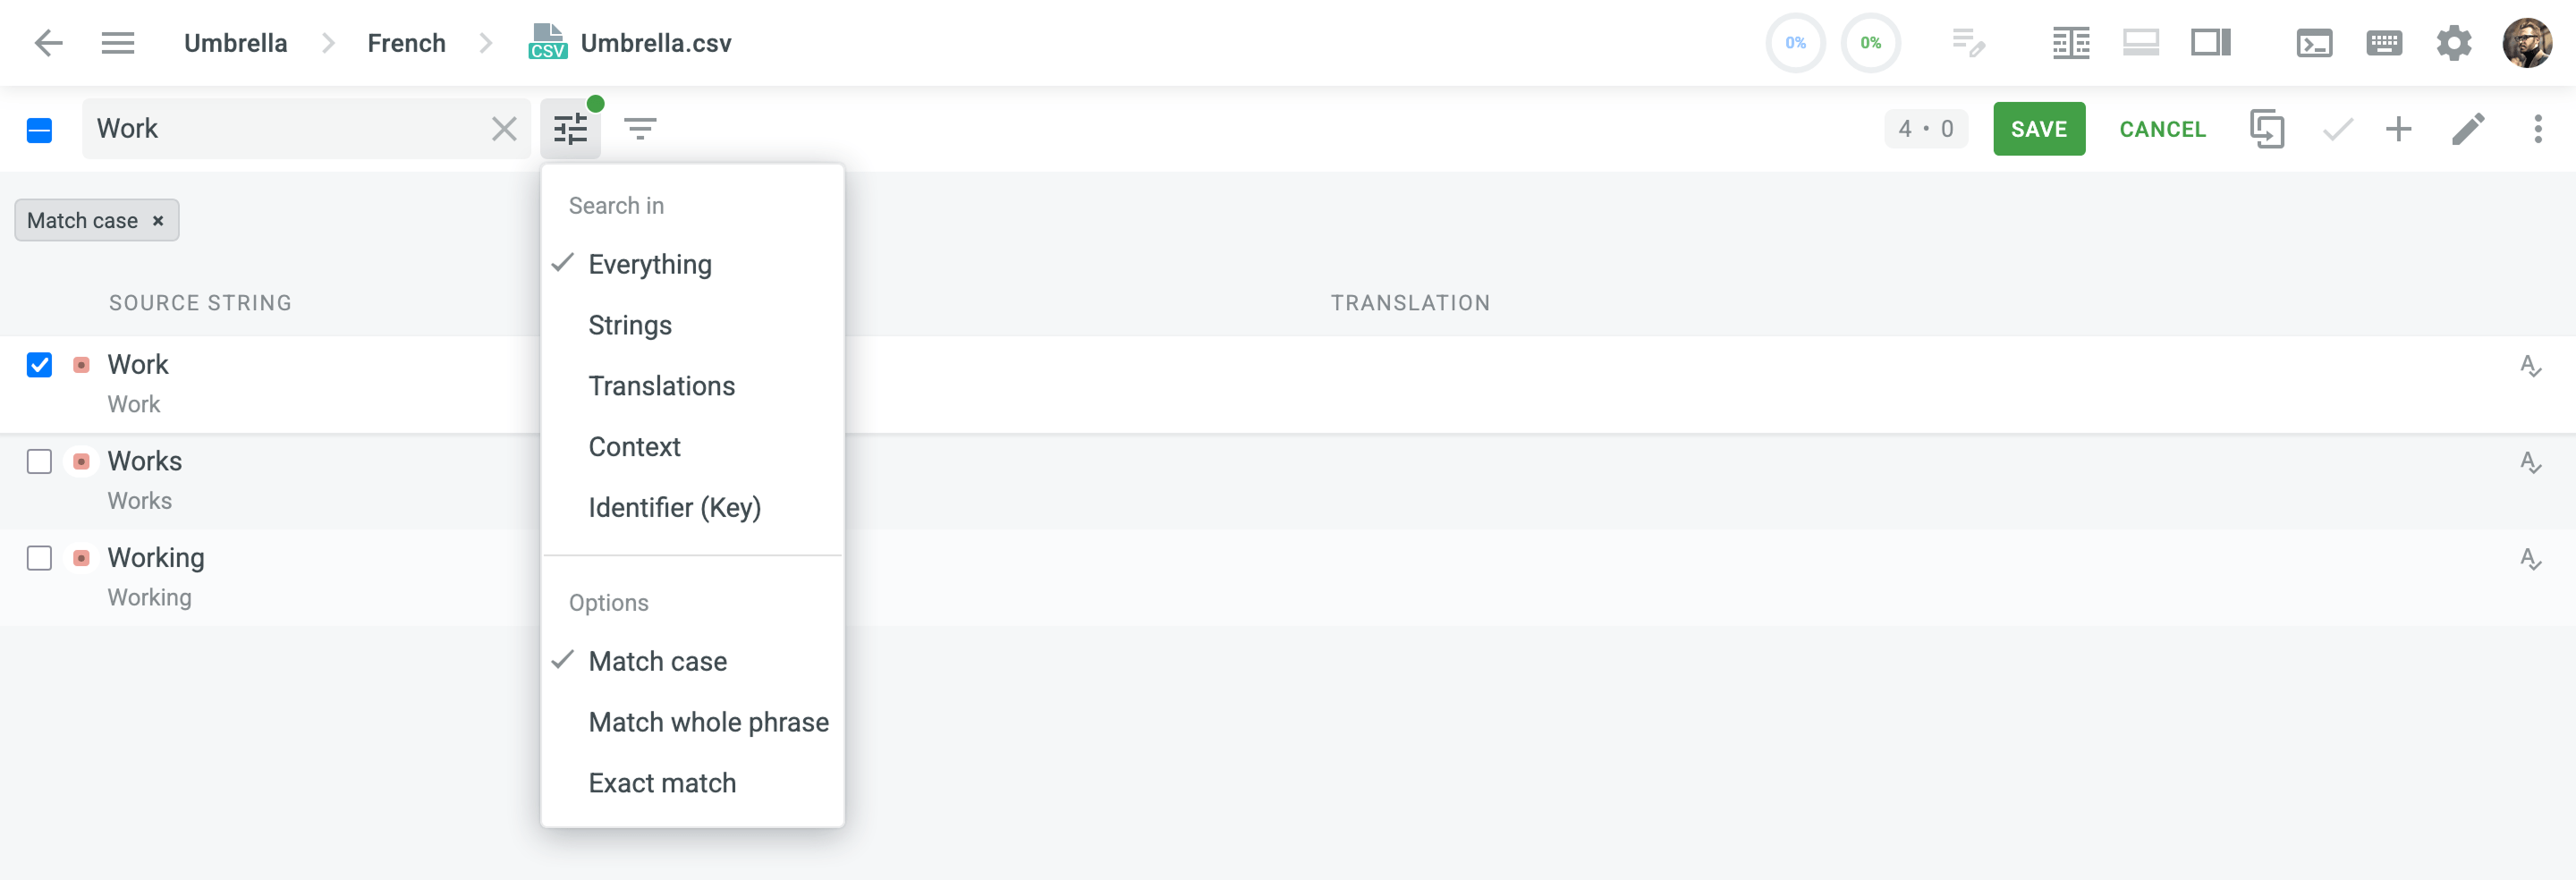 Umbrella
French
CSV
Umbrella.csv
0%
0%
Work
4 • 0
SAVE
CANCEL
Match case ×
Search in
Everything
Strings
Translations
Context
Identifier (Key)
Options
Match case
Match whole phrase
Exact match
SOURCE STRING
TRANSLATION
Work
Work
Works
Works
Working
Working